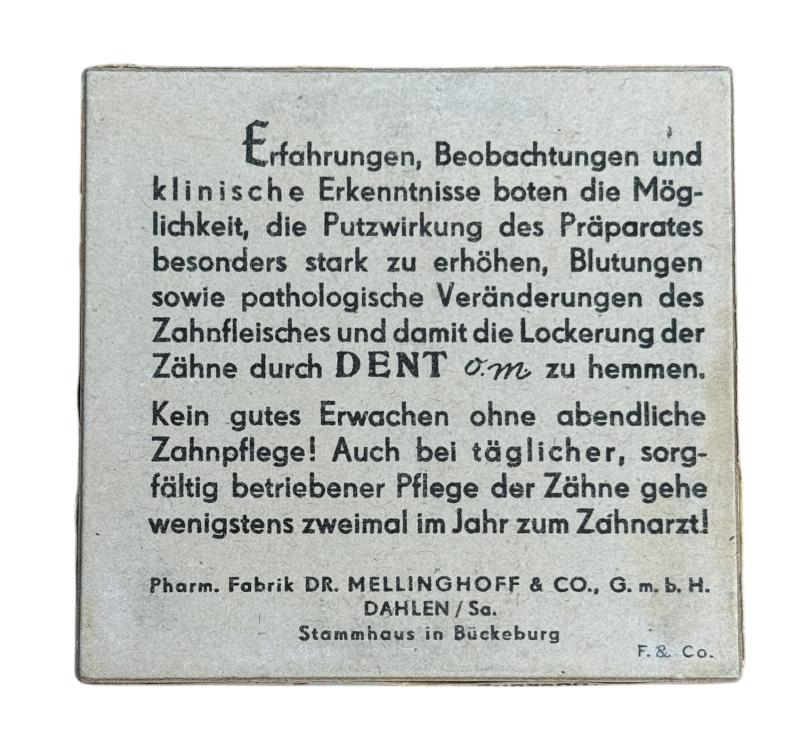 Erfahrungen, Beobachtungen und
klinische Erkenntnisse boten die Mög-
lichkeit, die Putzwirkung des Präparates
besonders stark zu erhöhen, Blutungen
sowie pathologische Veränderungen des
Zahnfleisches und damit die Lockerung der
Zähne durch DENT o.m zu hemmen.
Kein gutes Erwachen ohne abendliche
Zahnpflege! Auch bei täglicher, sorg-
fältig betriebener Pflege der Zähne gehe
wenigstens zweimal im Jahr zum Zahnarzt!
Pharm. Fabrik DR. MELLINGHOFF & CO., G. m. b. H.
DAHLEN / Sa.
Stammhaus in Bückeburg
F. & Co.